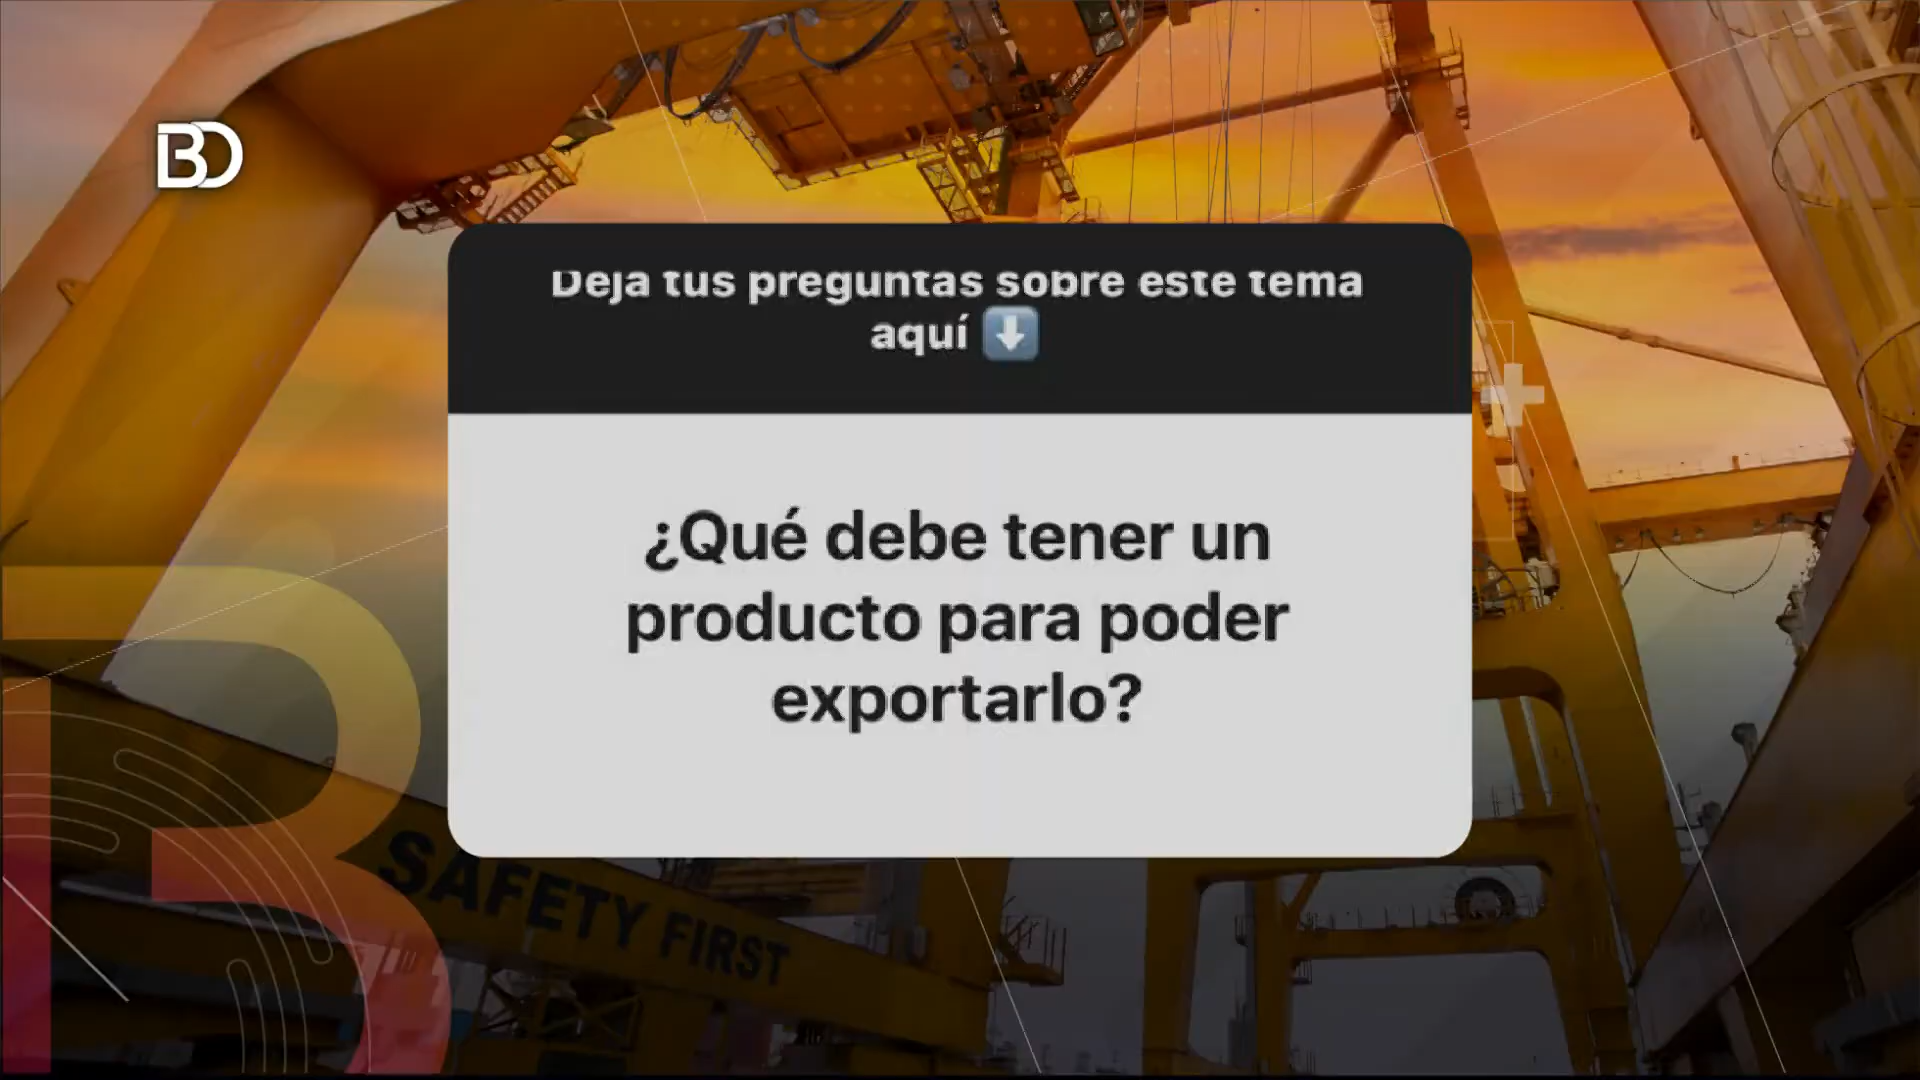 BD
Deja tus preguntas sobre este tema
aquí ⬇️
¿Qué debe tener un
producto para poder
exportarlo?
SAFETY FIRST